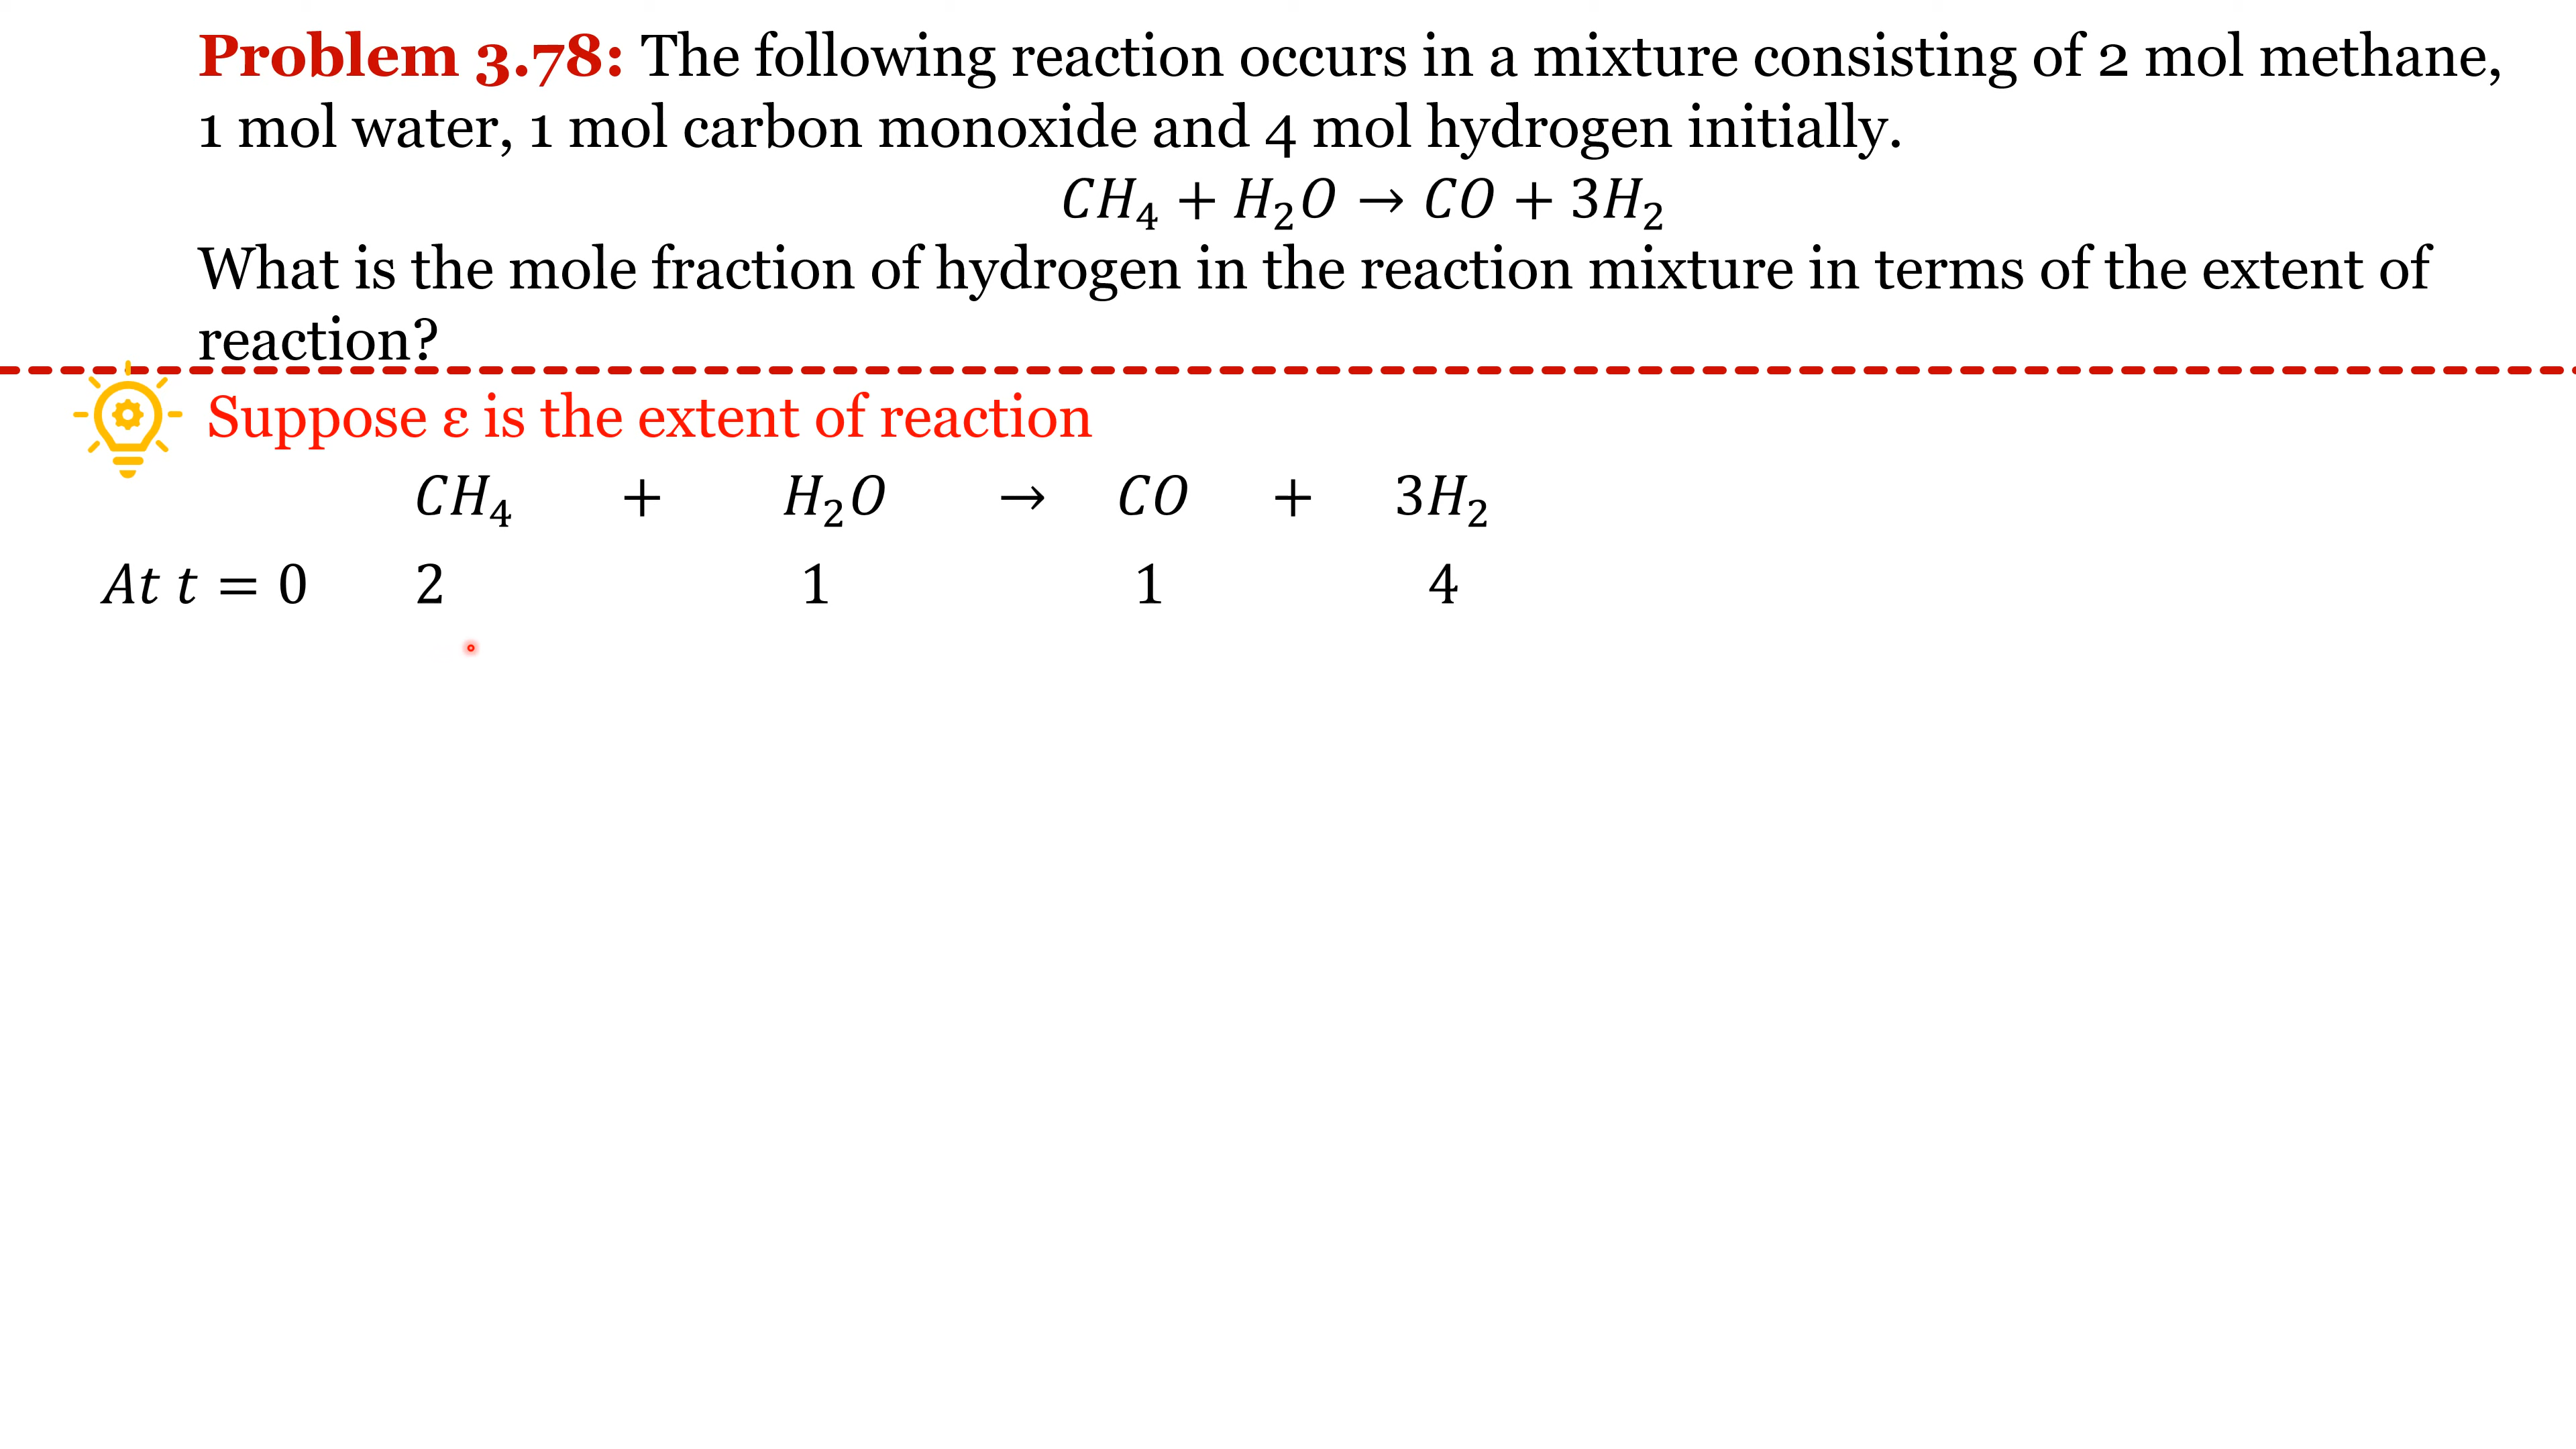 Problem 3.78: The following reaction occurs in a mixture consisting of 2 mol methane,
1 mol water, 1 mol carbon monoxide and 4 mol hydrogen initially.
CH₄ + H₂O → CO + 3H₂
What is the mole fraction of hydrogen in the reaction mixture in terms of the extent of
reaction?
Suppose ε is the extent of reaction
CH₄ + H₂O → CO + 3H₂
At t = 0 2 1 1 4